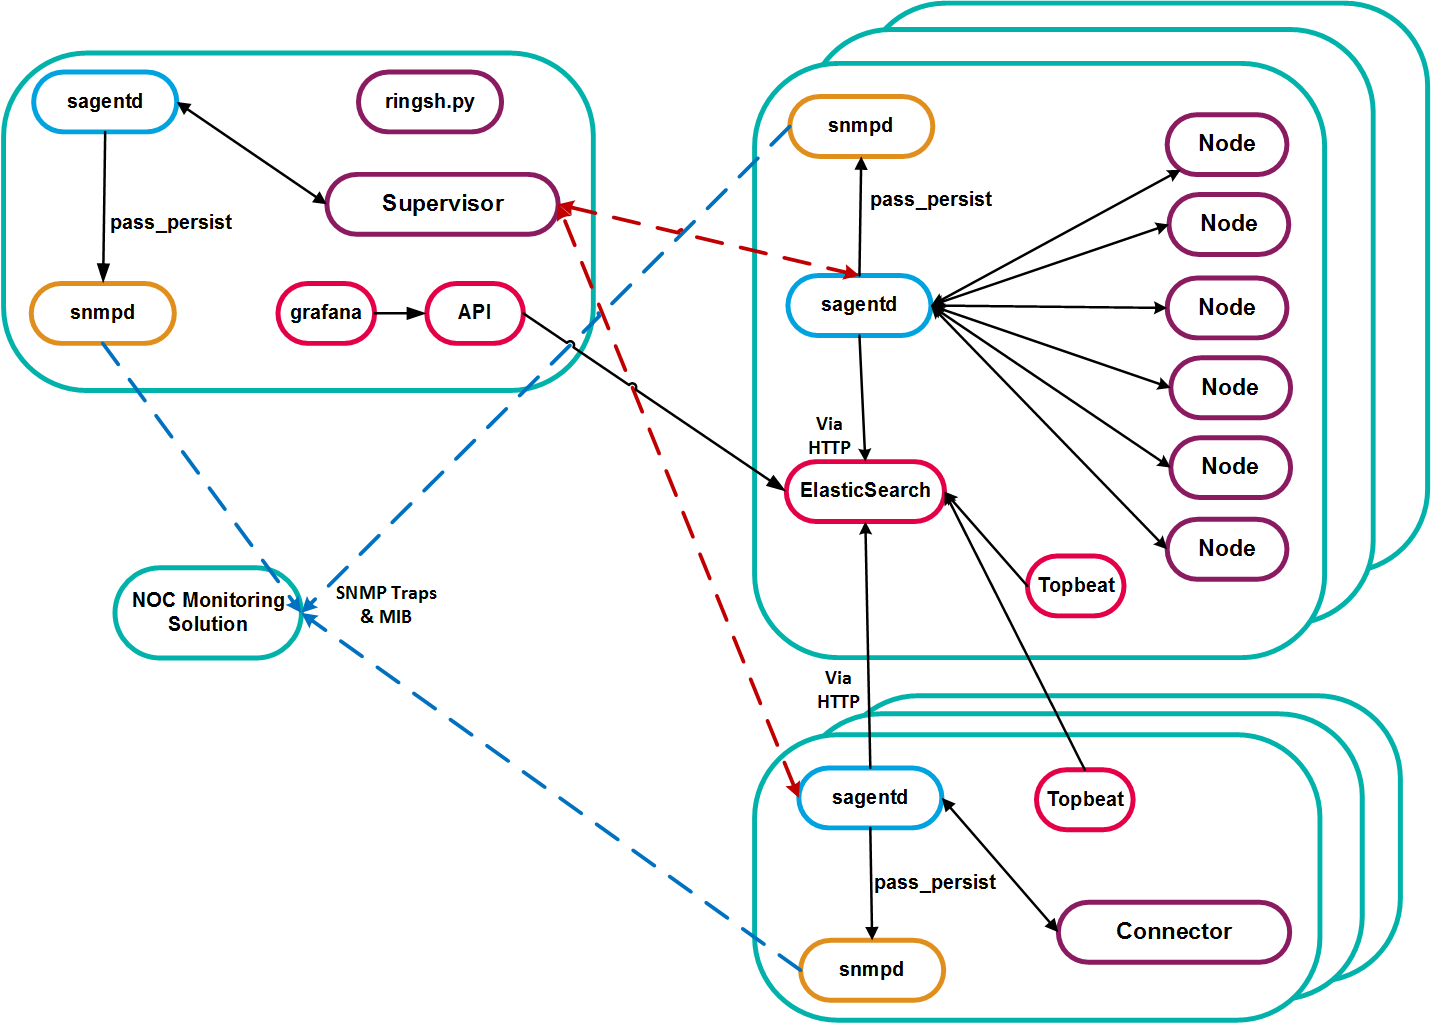 sagentd
ringsh.py
Supervisor
pass_persist
snmpd
grafana
API
NOC Monitoring
Solution
SNMP Traps
& MIB
snmpd
pass_persist
sagentd
Node
Node
Node
Node
Node
Node
Via
HTTP
ElasticSearch
Topbeat
Via
HTTP
sagentd
Topbeat
pass_persist
Connector
snmpd